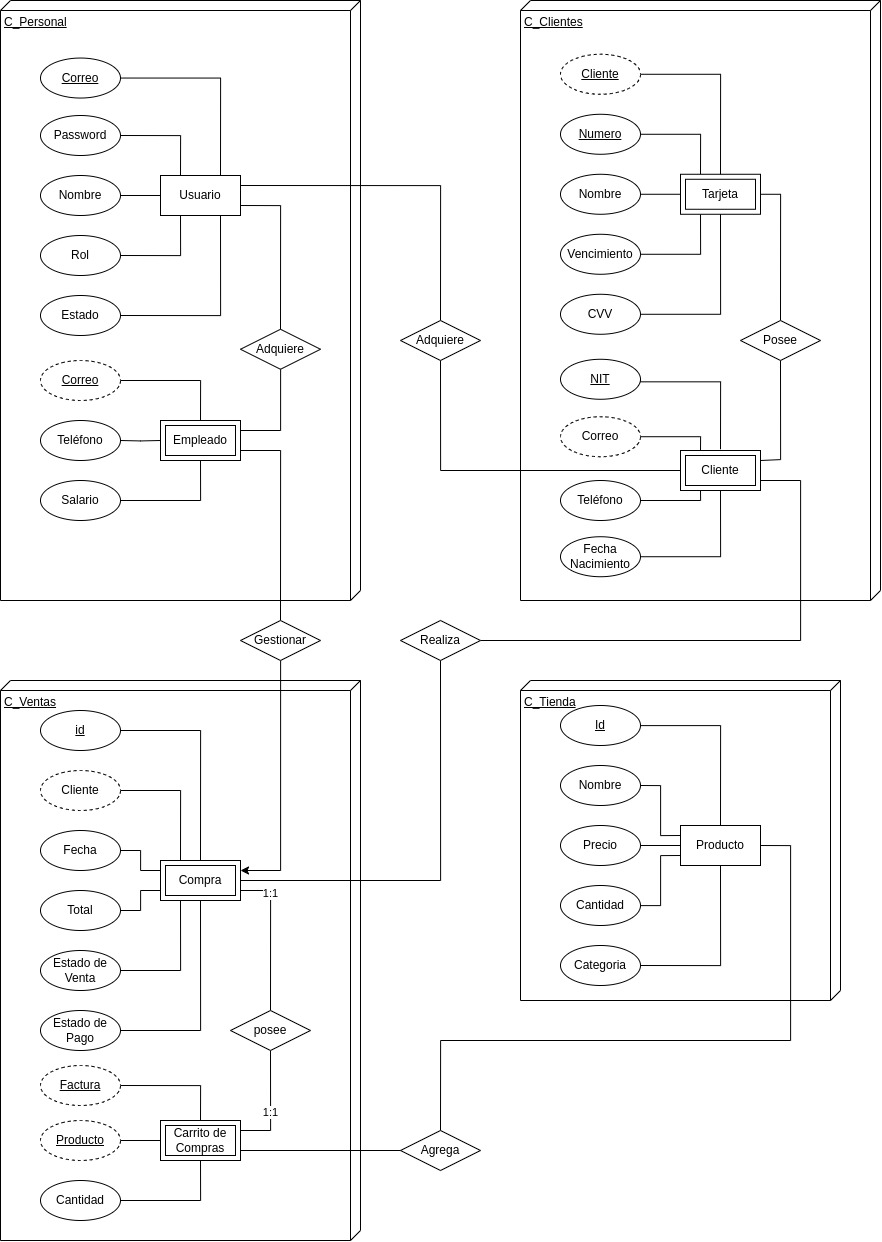 C_Personal
Correo
Password
Nombre
Usuario
Rol
Estado
Adquiere
Correo
Teléfono
Empleado
Salario
Adquiere
C_Clientes
Cliente
Numero
Nombre
Tarjeta
Vencimiento
CVV
Posee
NIT
Correo
Cliente
Teléfono
Fecha
Nacimiento
Gestionar
Realiza
C_Ventas
id
Cliente
Fecha
Compra
Total
1:1
Estado de
Venta
Estado de
Pago
posee
Factura
1:1
Producto
Carrito de
Compras
Cantidad
Agrega
C_Tienda
Id
Nombre
Precio
Producto
Cantidad
Categoria